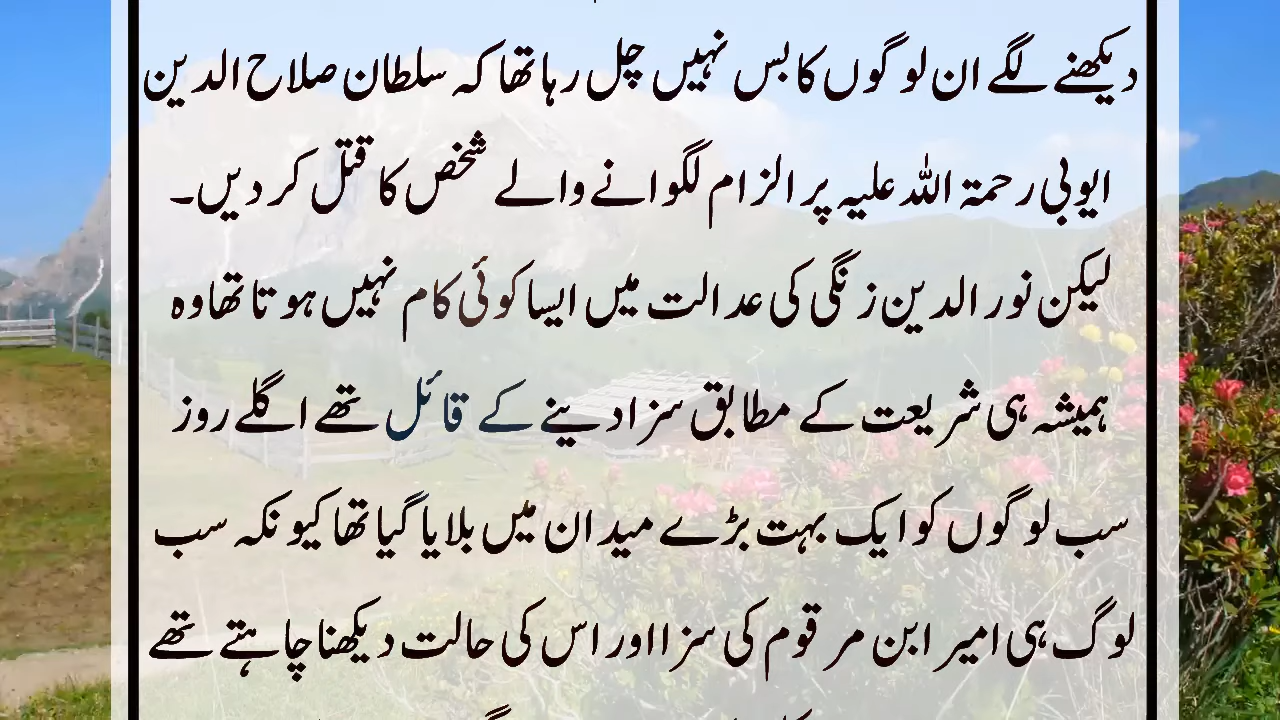 دیکھنے لگے ان لوگوں کا بس نہیں چل رہا تھا کہ سلطان صلاح الدین
ایوبی رحمۃ اللہ علیہ پر الزام لگوانے والے شخص کا قتل کر دیں۔
لیکن نور الدین زنگی کی عدالت میں ایسا کوئی کام نہیں ہوتا تھا وہ
ہمیشہ ہی شریعت کے مطابق سزا دینے کے قائل تھے اگلے روز
سب لوگوں کو ایک بہت بڑے میدان میں بلایا گیا تھا کیونکہ سب
لوگ ہی امیر ابن مرقوم کی سزا اور اس کی حالت دیکھنا چاہتے تھے